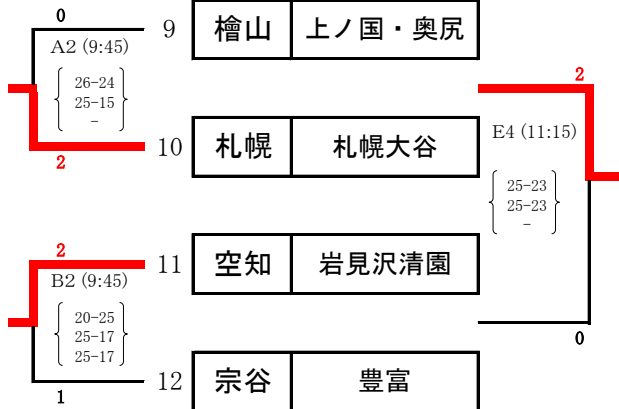 0
9 檜山 上ノ国・奥尻
A2 (9:45)
26-24
25-15
-
2
10 札幌 札幌大谷
2
E4 (11:15)
25-23
25-23
-
0
2
11 空知 岩見沢清園
B2 (9:45)
20-25
25-17
25-17
1
12 宗谷 豊富